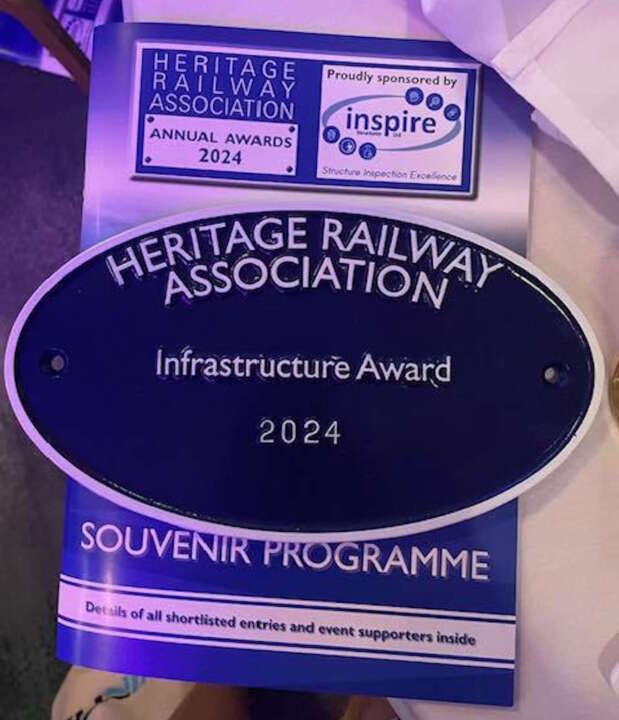 HERITAGE
RAILWAY
ASSOCIATION
ANNUAL AWARDS
2024
Proudly sponsored by
inspire
Structure Inspection Excellence
HERITAGE RAILWAY
ASSOCIATION
Infrastructure Award
2024
SOUVENIR PROGRAMME
Details of all shortlisted entries and event supporters inside